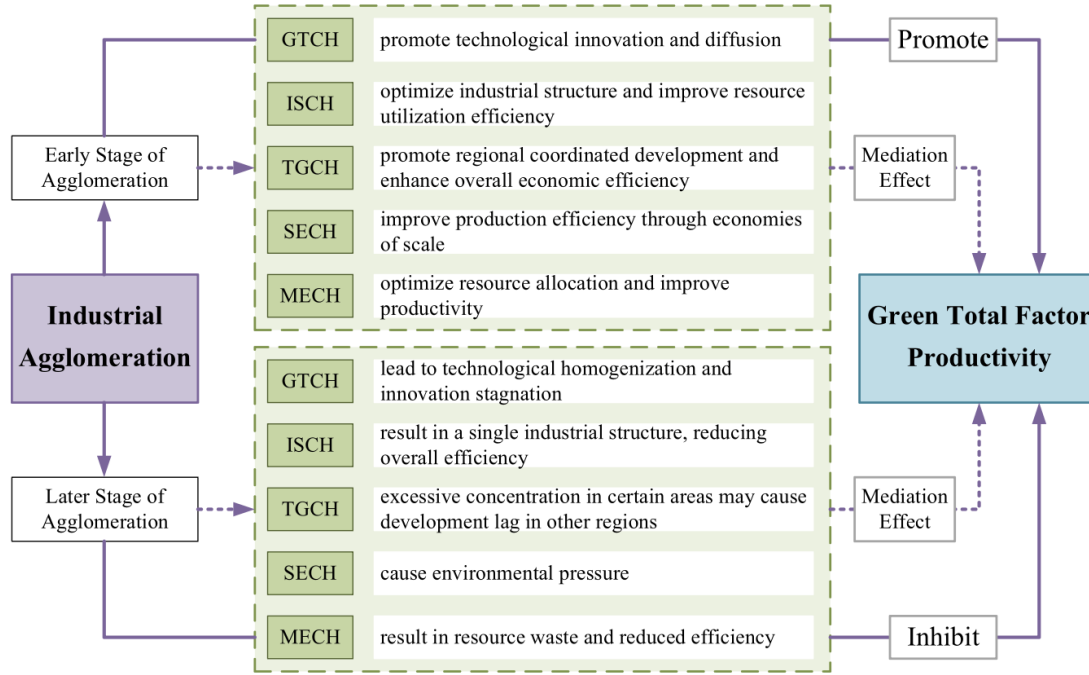 GTCH
promote technological innovation and diffusion
Promote
ISCH
optimize industrial structure and improve resource
utilization efficiency
Early Stage of
Agglomeration
TGCH
promote regional coordinated development and
enhance overall economic efficiency
Mediation
Effect
SECH
improve production efficiency through economies
of scale
MECH
optimize resource allocation and improve
productivity
Industrial
Agglomeration
Green Total Factor
Productivity
GTCH
lead to technological homogenization and
innovation stagnation
ISCH
result in a single industrial structure, reducing
overall efficiency
Later Stage of
Agglomeration
TGCH
excessive concentration in certain areas may cause
development lag in other regions
Mediation
Effect
SECH
cause environmental pressure
MECH
result in resource waste and reduced efficiency
Inhibit